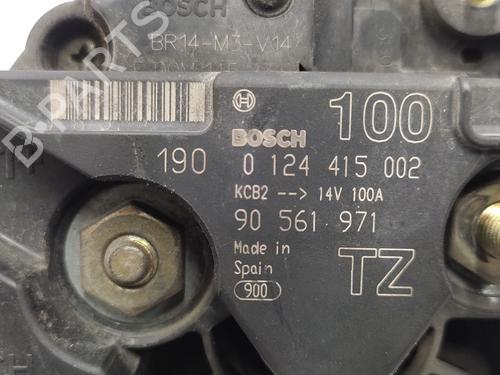 BOSCH
BR14-M3-V14
BOSCH
100
190 0 124 415 002
KCB2 --> 14V 100A
90 561 971
Made in
Spain
TZ
900
B-PARTS